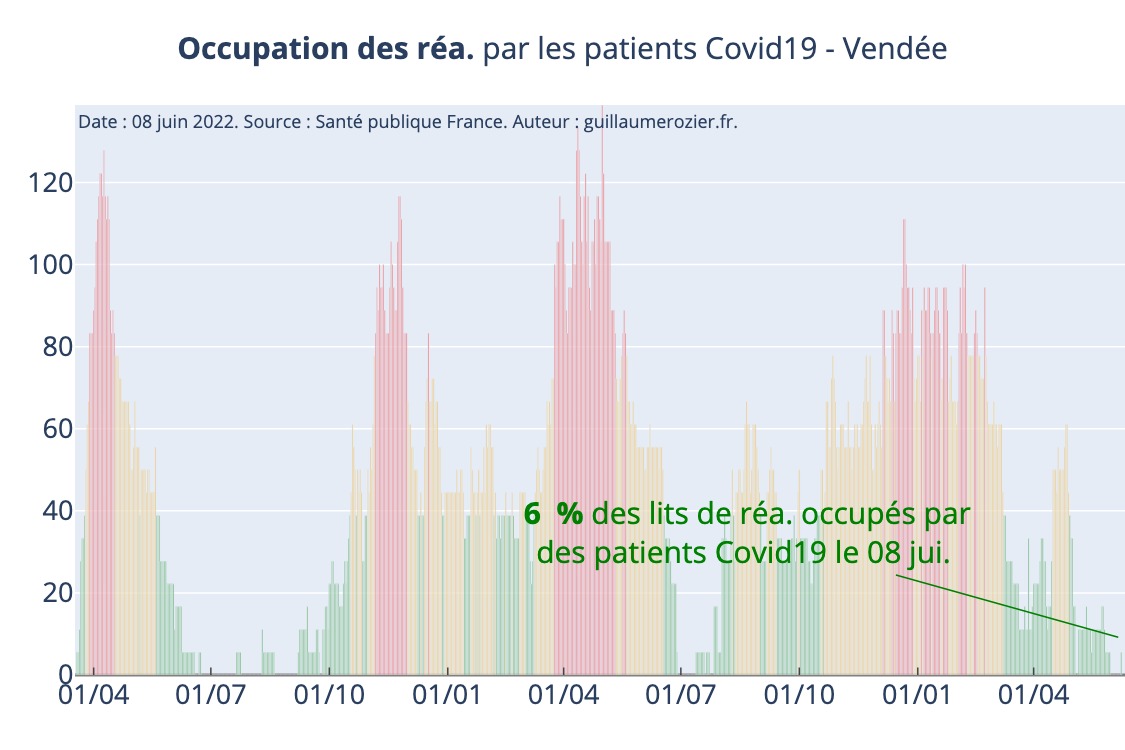 Occupation des réa. par les patients Covid19 - Vendée
Date : 08 juin 2022. Source : Santé publique France. Auteur : guillaumerozier.fr.
120
100
80
60
40
20
0
6 % des lits de réa. occupés par
des patients Covid19 le 08 jui.
01/04 01/07 01/10 01/01 01/04 01/07 01/10 01/01 01/04